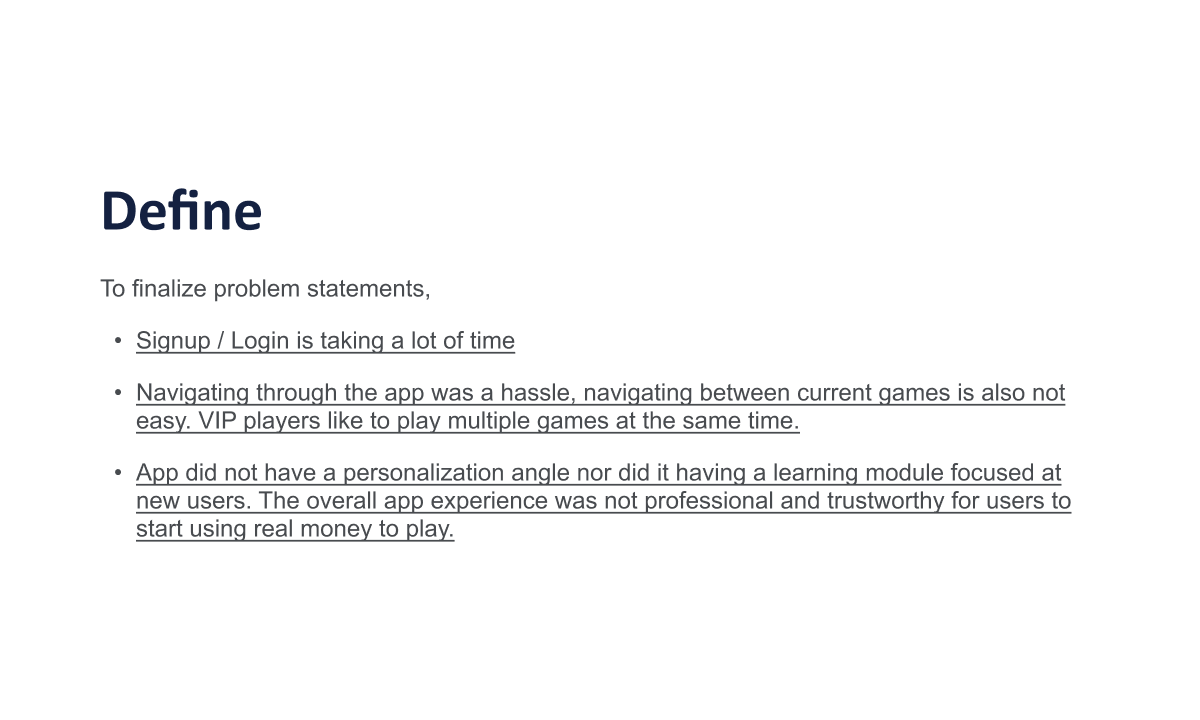 Define
To finalize problem statements,
• Signup / Login is taking a lot of time
• Navigating through the app was a hassle, navigating between current games is also not
easy. VIP players like to play multiple games at the same time.
• App did not have a personalization angle nor did it having a learning module focused at
new users. The overall app experience was not professional and trustworthy for users to
start using real money to play.